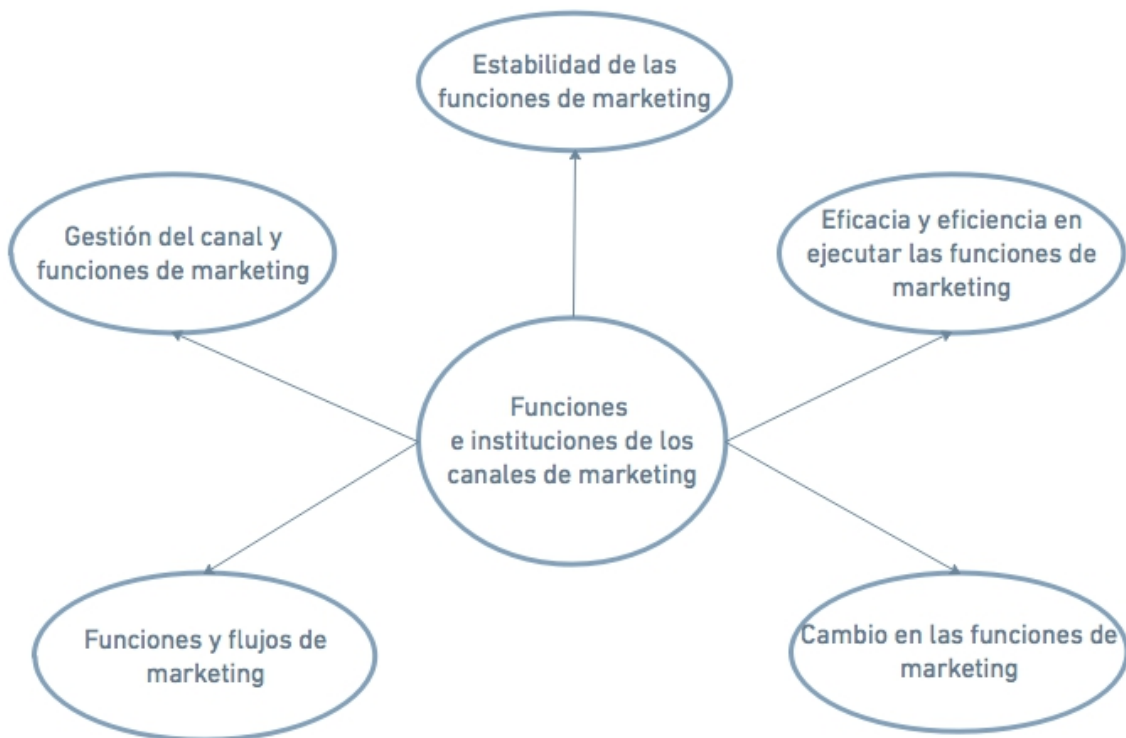 Estabilidad de las
funciones de marketing
Gestión del canal y
funciones de marketing
Eficacia y eficiencia en
ejecutar las funciones de
marketing
Funciones
e instituciones de los
canales de marketing
Funciones y flujos de
marketing
Cambio en las funciones de
marketing